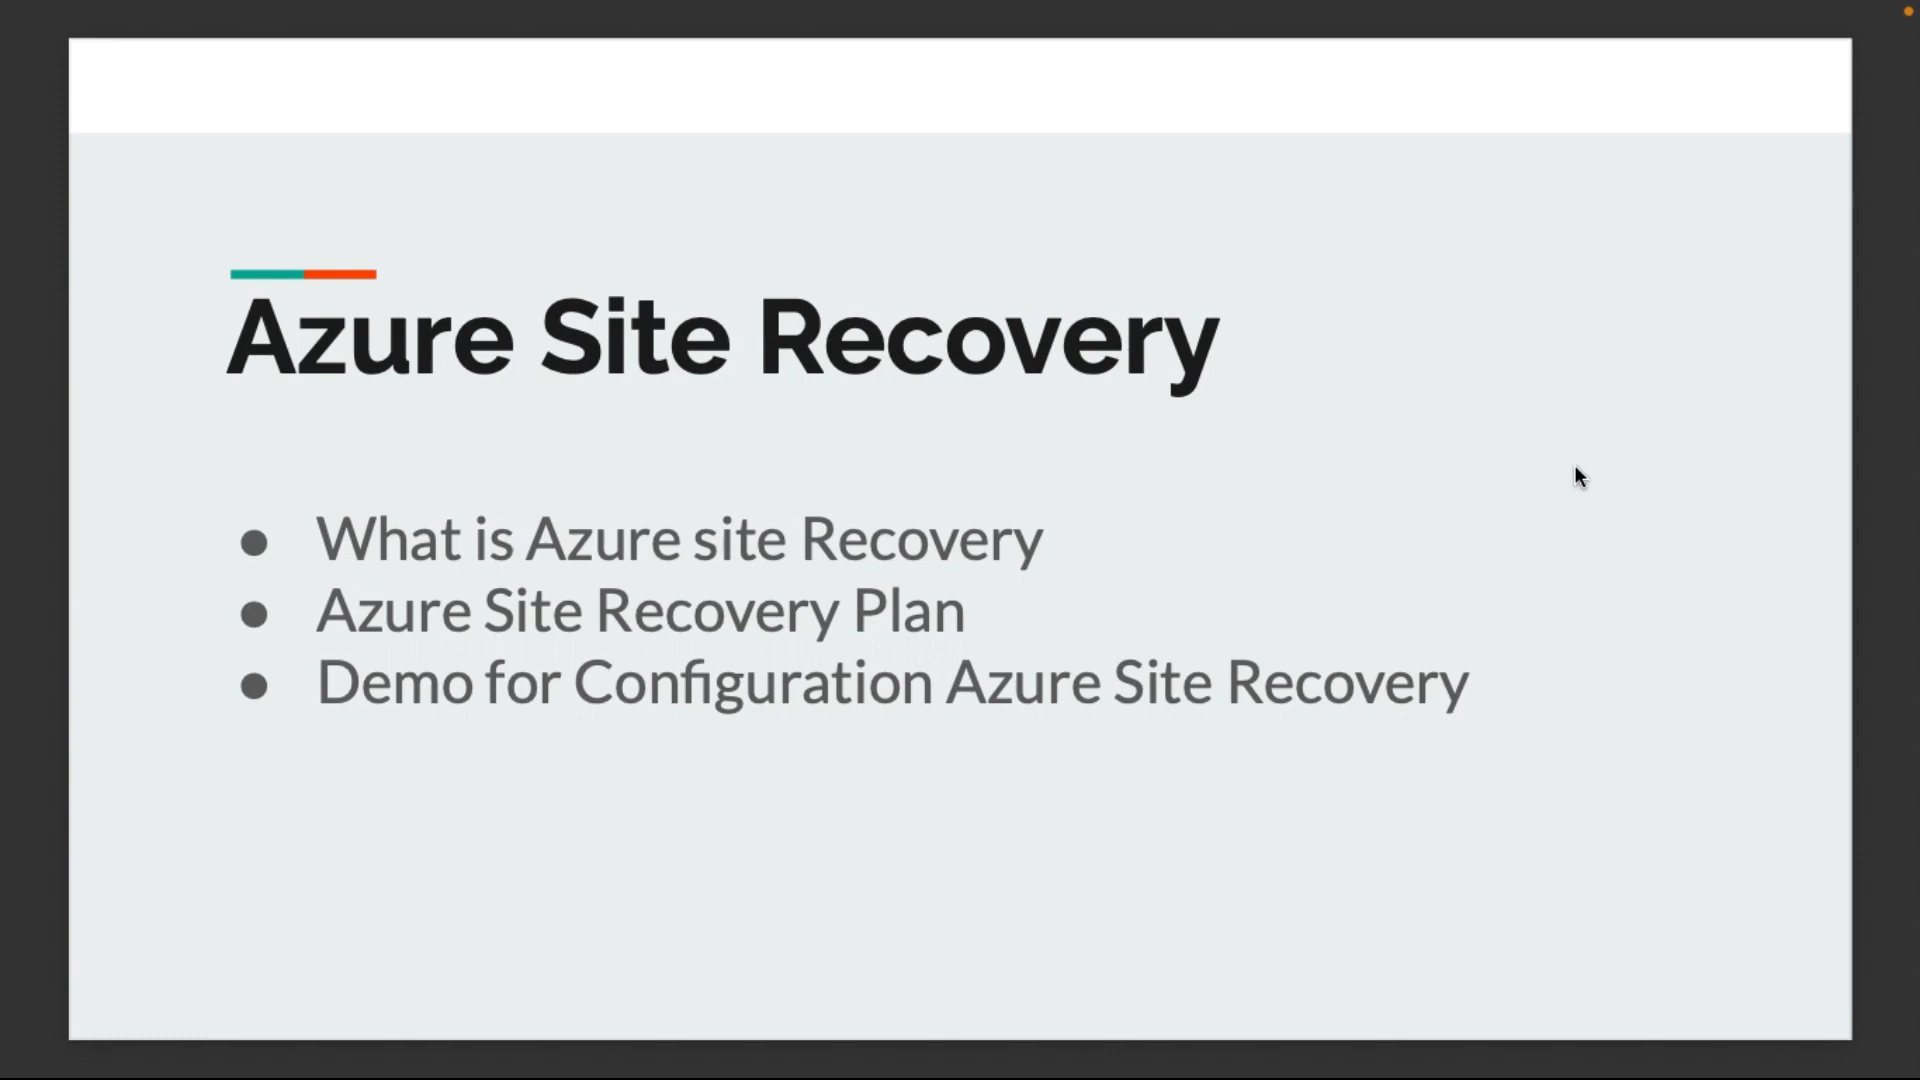 Azure Site Recovery
● What is Azure site Recovery
● Azure Site Recovery Plan
● Demo for Configuration Azure Site Recovery